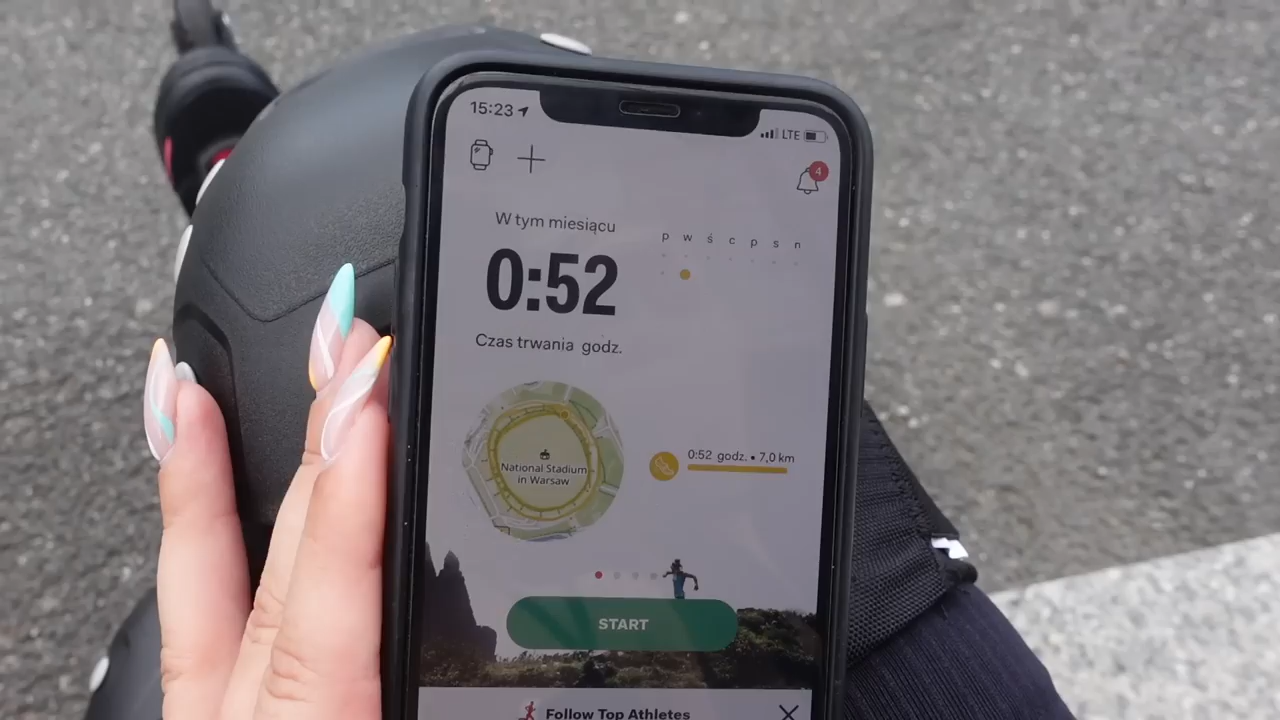 15:23
LTE
4
W tym miesiącu
p w ś c p s n
0:52
Czas trwania godz.
National Stadium
in Warsaw
0:52 godz. • 7,0 km
START
Follow Top Athletes